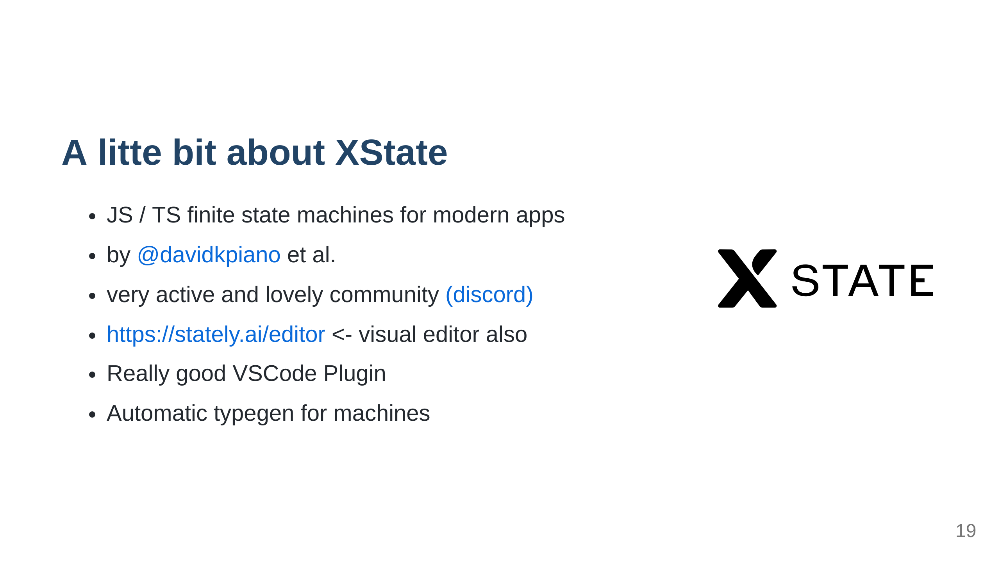 A litte bit about XState
JS / TS finite state machines for modern apps
by @davidkpiano et al.
very active and lovely community (discord)
https://stately.ai/editor <- visual editor also
Really good VSCode Plugin
Automatic typegen for machines
X STATE
19